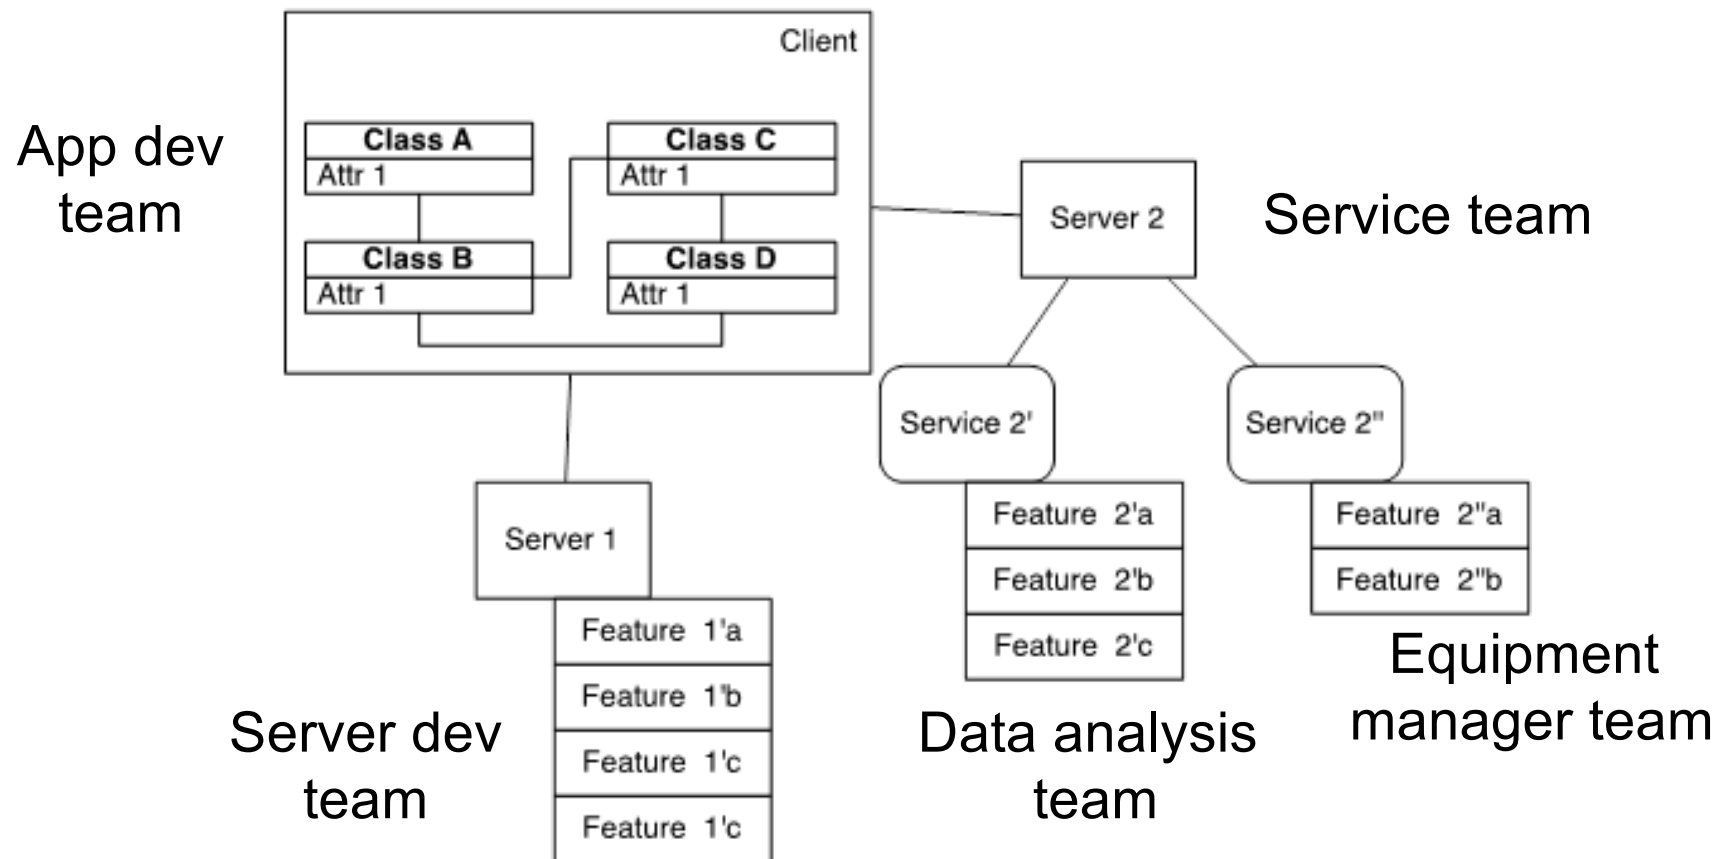 Client
App dev
team
Class A
Attr 1
Class C
Attr 1
Class B
Attr 1
Class D
Attr 1
Server 2
Service team
Service 2'
Service 2"
Feature 2'a
Feature 2'b
Feature 2'c
Feature 2"a
Feature 2"b
Equipment
manager team
Data analysis
team
Server 1
Feature 1'a
Feature 1'b
Feature 1'c
Feature 1'c
Server dev
team